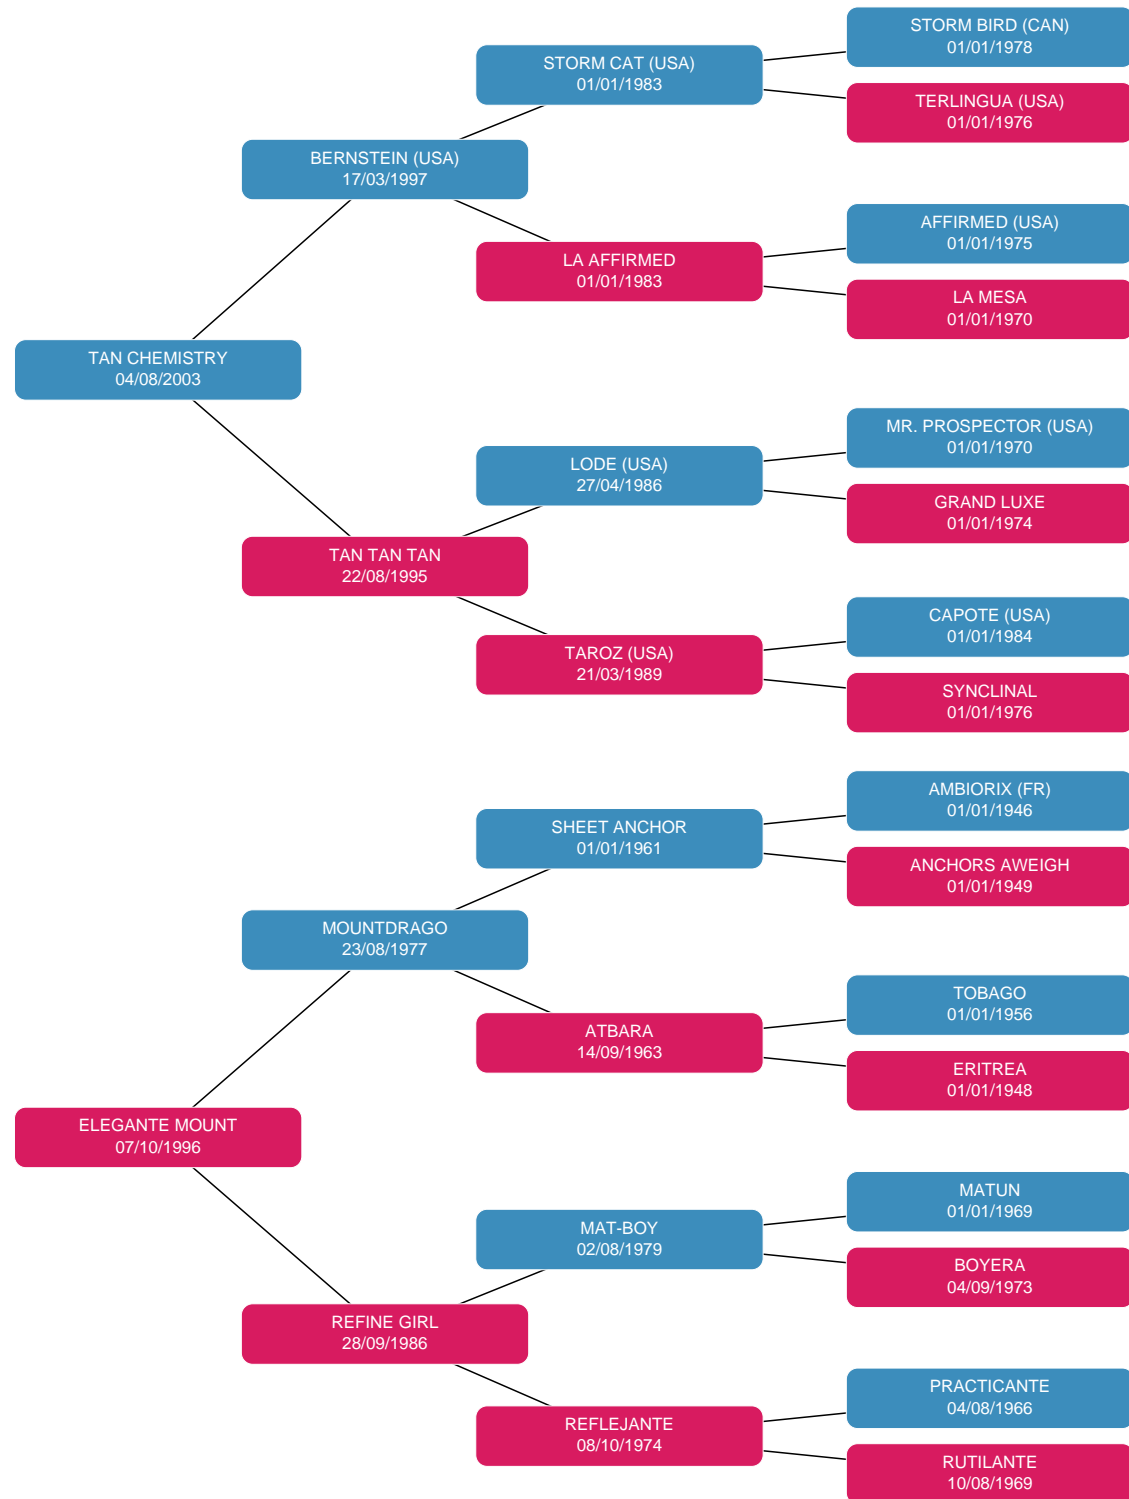 STORM BIRD (CAN)
01/01/1978
STORM CAT (USA)
01/01/1983
TERLINGUA (USA)
01/01/1976
BERNSTEIN (USA)
17/03/1997
AFFIRMED (USA)
01/01/1975
LA AFFIRMED
01/01/1983
LA MESA
01/01/1970
TAN CHEMISTRY
04/08/2003
MR. PROSPECTOR (USA)
01/01/1970
LODE (USA)
27/04/1986
GRAND LUXE
01/01/1974
TAN TAN TAN
22/08/1995
CAPOTE (USA)
01/01/1984
TAROZ (USA)
21/03/1989
SYNCLINAL
01/01/1976
AMBIORIX (FR)
01/01/1946
SHEET ANCHOR
01/01/1961
ANCHORS AWEIGH
01/01/1949
MOUNTDRAGO
23/08/1977
TOBAGO
01/01/1956
ATBARA
14/09/1963
ERITREA
01/01/1948
ELEGANTE MOUNT
07/10/1996
MATUN
01/01/1969
MAT-BOY
02/08/1979
BOYERA
04/09/1973
REFINE GIRL
28/09/1986
PRACTICANTE
04/08/1966
REFLEJANTE
08/10/1974
RUTILANTE
10/08/1969